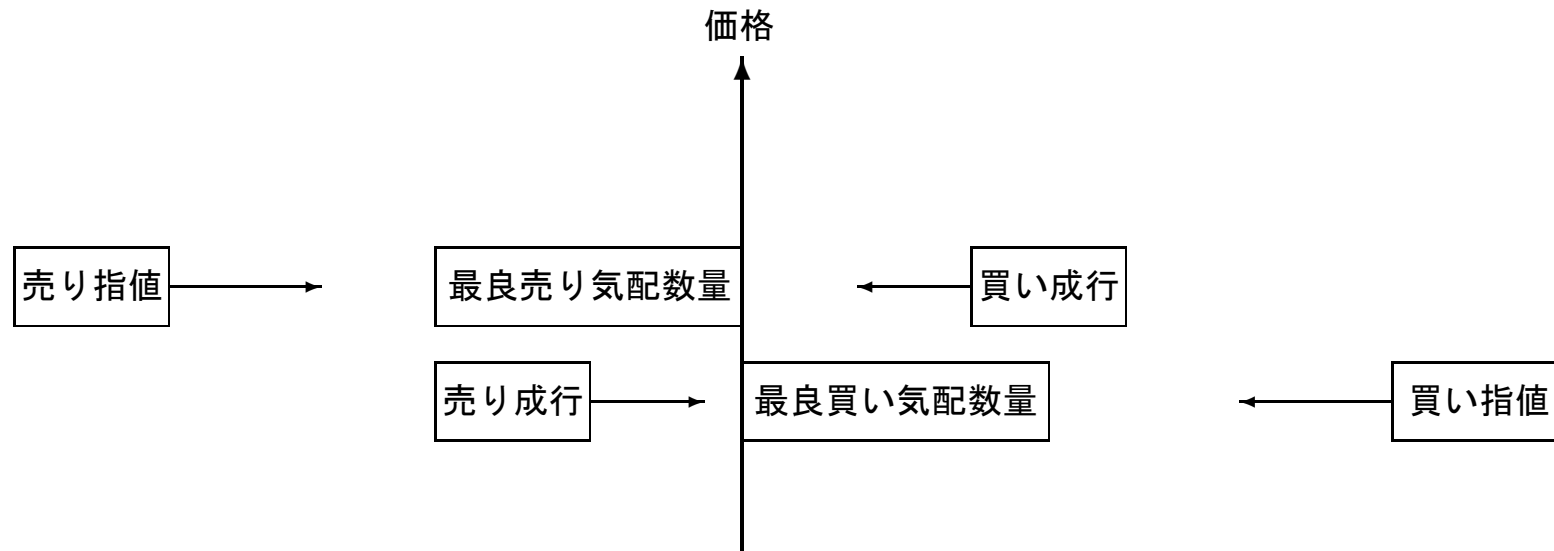 価格
売り指値
最良売り気配数量
買い成行
売り成行
最良買い気配数量
買い指値